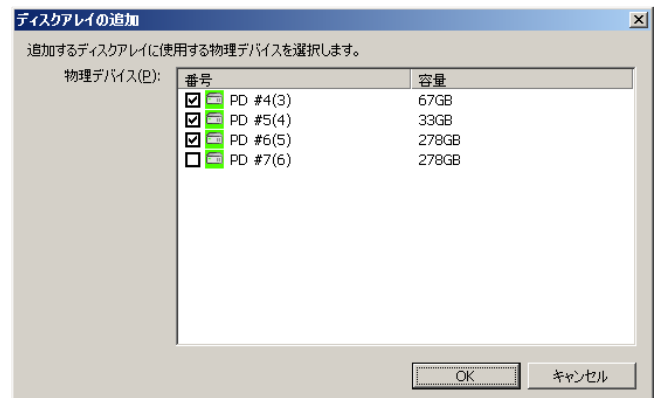 ディスクアレイの追加
追加するディスクアレイに使用する物理デバイスを選択します。
物理デバイス(P):
番号 容量
PD #4(3) 67GB
PD #5(4) 33GB
PD #6(5) 278GB
PD #7(6) 278GB
OK キャンセル